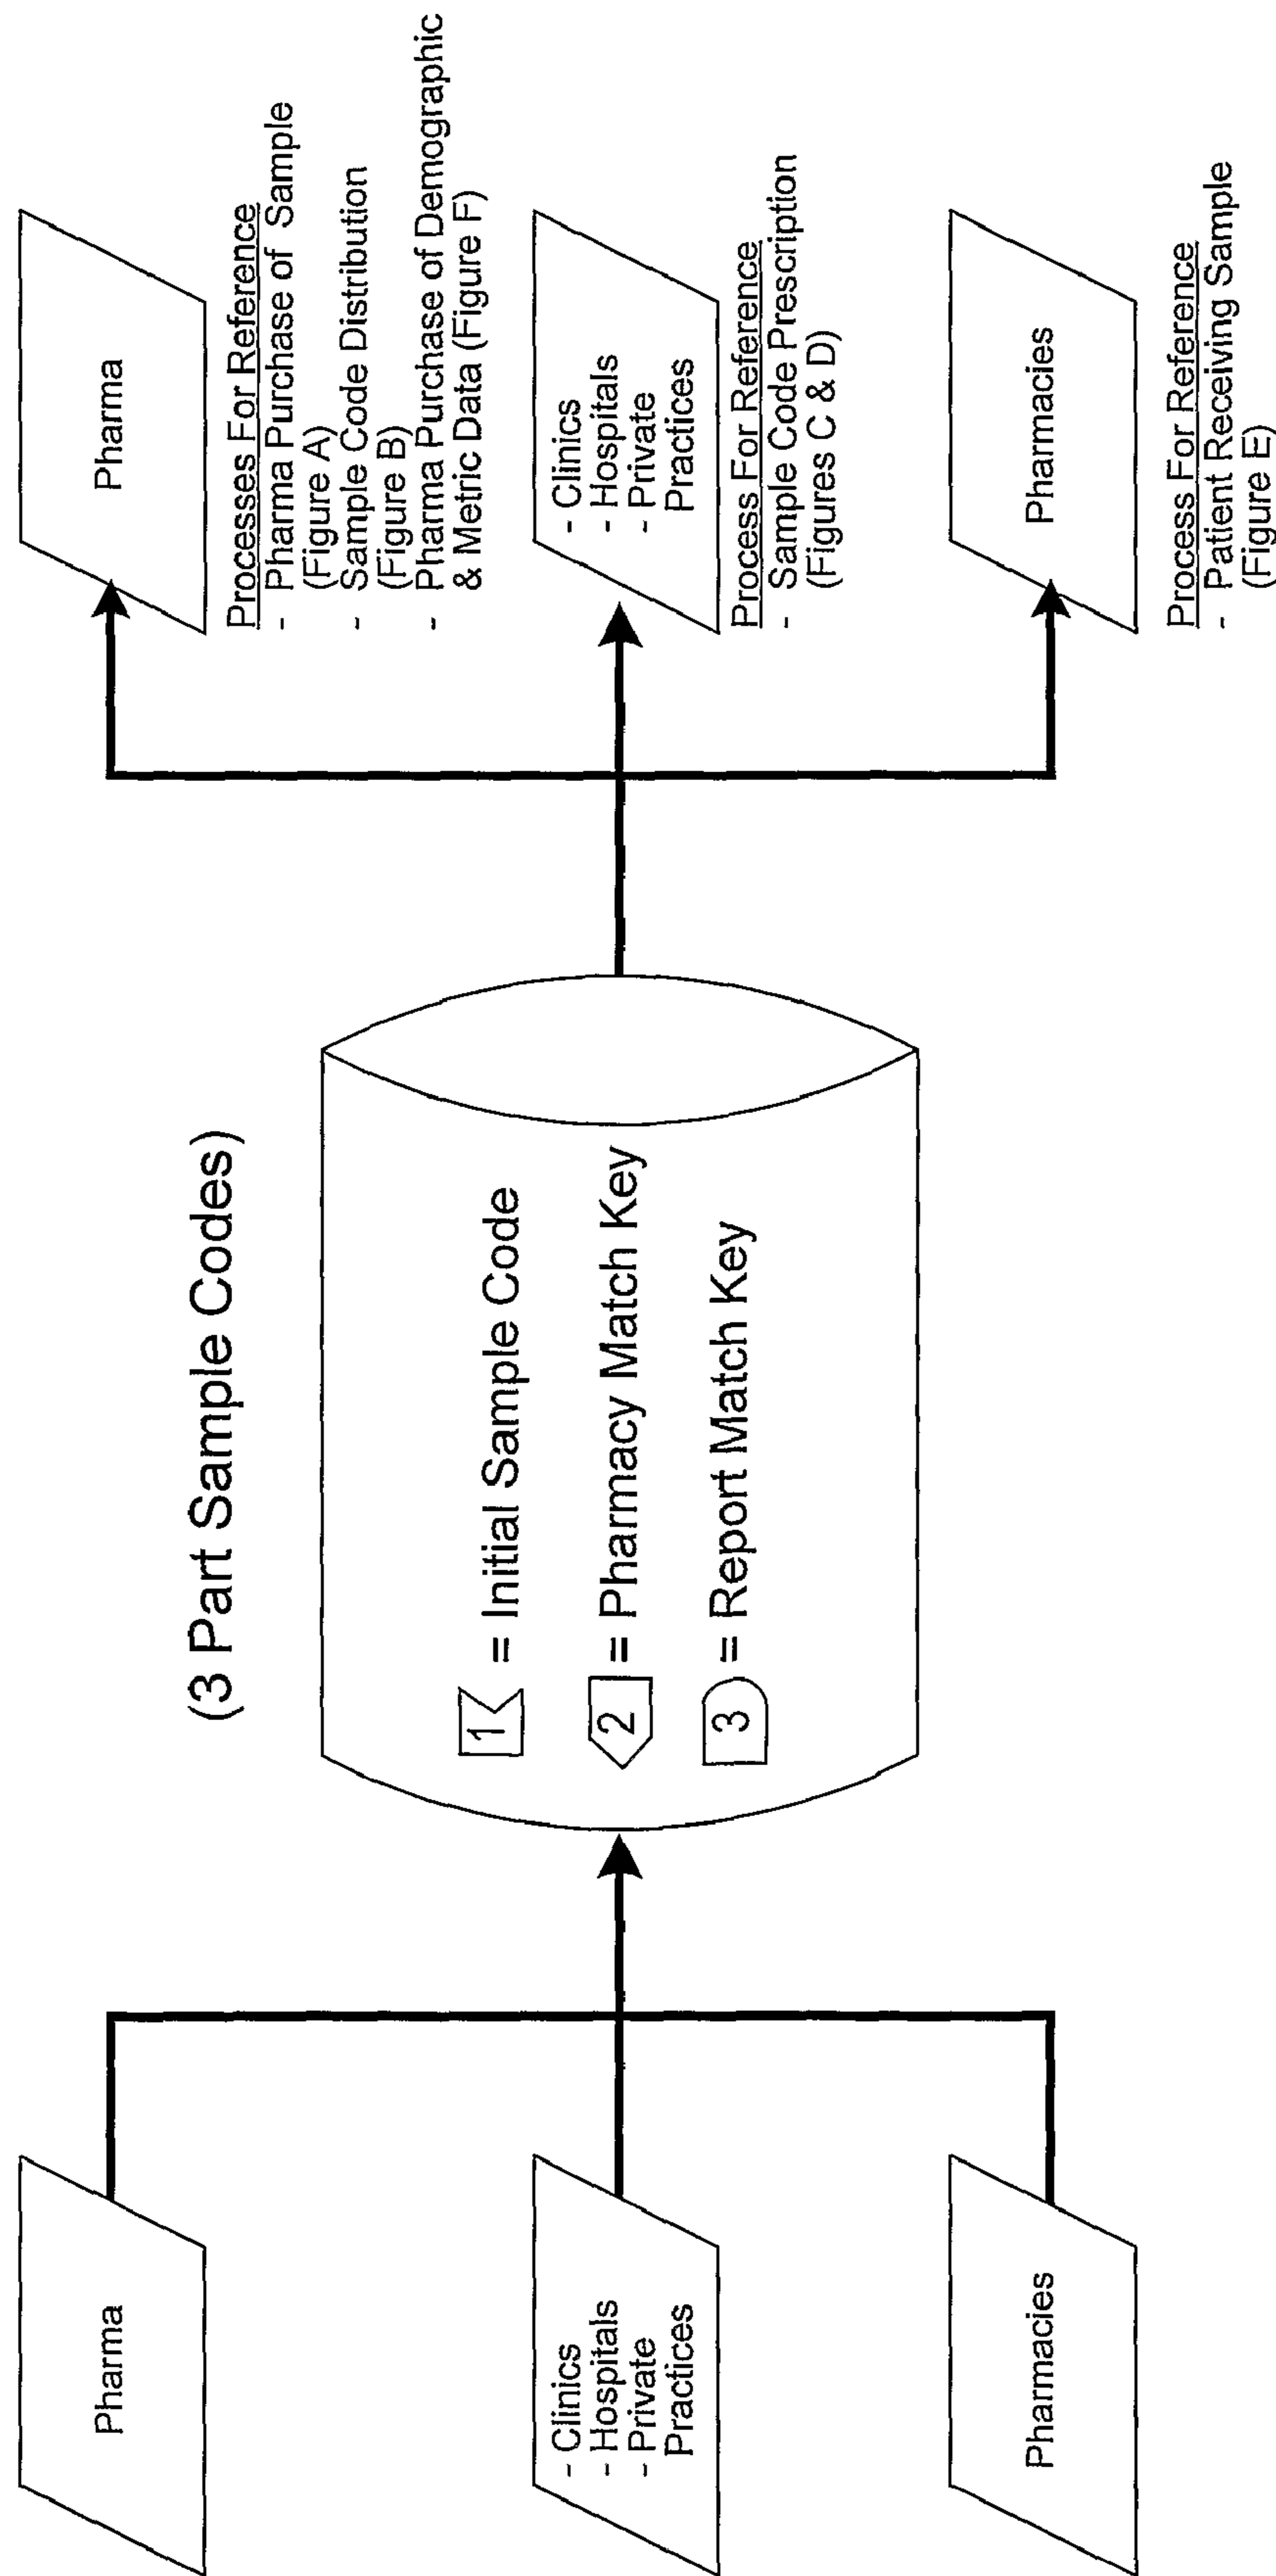 (3 Part Sample Codes)
Pharma
- Clinics
- Hospitals
- Private
Practices
Pharmacies
1 = Initial Sample Code
2 = Pharmacy Match Key
3 = Report Match Key
Pharma
Processes For Reference
- Pharma Purchase of Sample
(Figure A)
- Sample Code Distribution
(Figure B)
- Pharma Purchase of Demographic
& Metric Data (Figure F)
- Clinics
- Hospitals
- Private
Practices
Process For Reference
- Sample Code Prescription
(Figures C & D)
Pharmacies
Process For Reference
- Patient Receiving Sample
(Figure E)